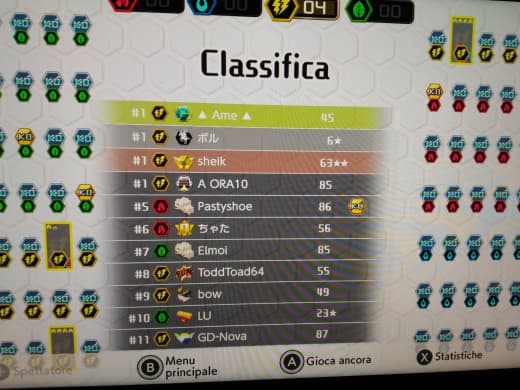 04
Classifica
#1 ▲ Ame ▲ 45
#1 ボル 6★
#1 sheik 63★★
#1 A ORA10 85
#5 Pastyshoe 86 K.O.
#6 ちゃた 56
#7 Elmoi 85
#8 ToddToad64 55
#9 bow 49
#10 LU 23★
#11 GD-Nova 87
Spettatore
B Menu principale
A Gioca ancora
X Statistiche